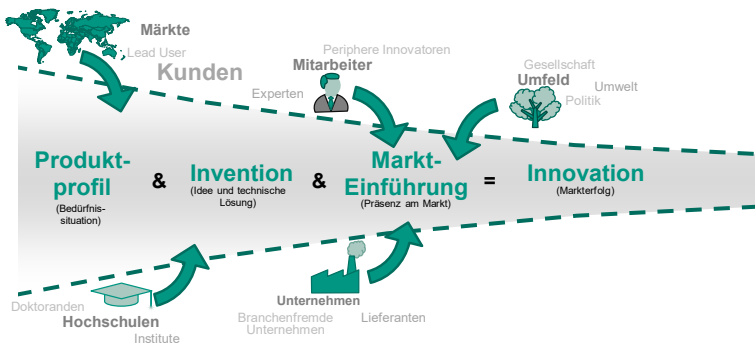 Märkte
Lead User
Kunden
Periphere Innovatoren
Mitarbeiter
Experten
Gesellschaft
Umfeld
Umwelt
Politik
Produkt-
profil
(Bedürfnis-
situation)
&
Invention
(Idee und technische
Lösung)
&
Markt-
Einführung
(Präsenz am Markt)
=
Innovation
(Markterfolg)
Doktoranden
Hochschulen
Institute
Unternehmen
Branchenfremde
Unternehmen
Lieferanten